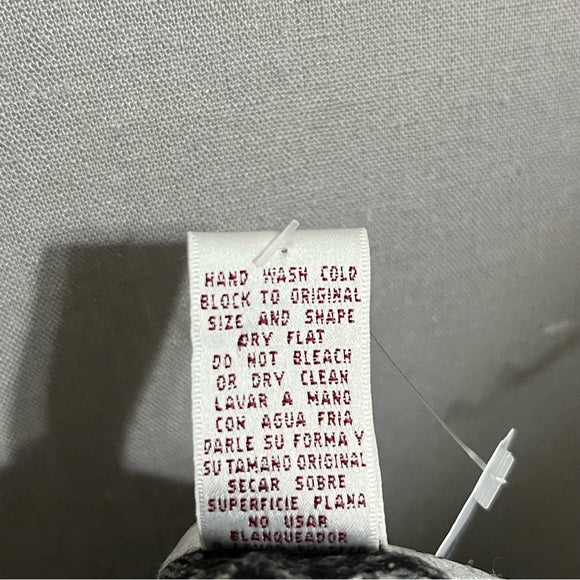 HAND WASH COLD
BLOCK TO ORIGINAL
SIZE AND SHAPE
DRY FLAT
DO NOT BLEACH
OR DRY CLEAN
LAVAR A MANO
CON AGUA FRIA
DARLE SU FORMA Y
SU TAMANO ORIGINAL
SECAR SOBRE
SUPERFICIE PLANA
NO USAR
BLANQUEADOR